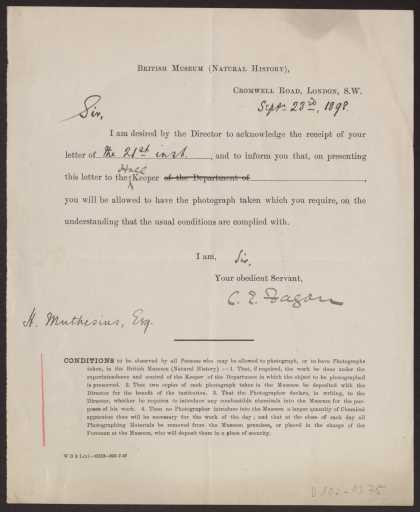 BRITISH MUSEUM (NATURAL HISTORY),
CROMWELL ROAD, LONDON, S.W.
Sept. 23rd, 1898.
Sir,
I am desired by the Director to acknowledge the receipt of your
letter of the 21st inst., and to inform you that, on presenting
Hall
this letter to the Keeper of the Department of,
you will be allowed to have the photograph taken which you require, on the
understanding that the usual conditions are complied with.
I am, Sir,
Your obedient Servant,
C. E. Fagan
H. Muthesius, Esq.
CONDITIONS to be observed by all Persons who may be allowed to photograph, or to have Photographs
taken, in the British Museum (Natural History) :—1. That, if required, the work be done under the
superintendence and control of the Keeper of the Department in which the object to be photographed
is preserved. 2. That two copies of each photograph taken in the Museum be deposited with the
Director for the benefit of the institution. 3. That the Photographer declare, in writing, to the
Director, whether he requires to introduce any combustible chemicals into the Museum for the pur-
poses of his work. 4. That no Photographer introduce into the Museum a larger quantity of Chemical
apparatus than will be necessary for the work of the day; and that at the close of each day all
Photographing Materials be removed from the Museum premises, or placed in the charge of the
Foreman at the Museum, who will deposit them in a place of security.